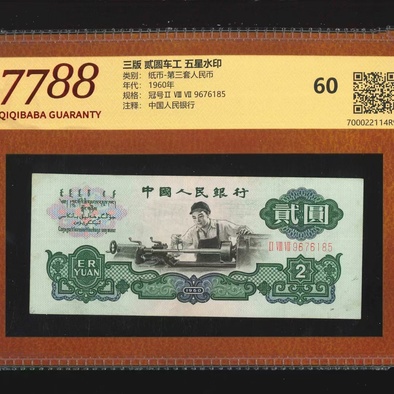 7788
QIQIBABA GUARANTY
三版 贰圆车工 五星水印
类别: 纸币-第三套人民币
年代: 1960年
规格: 冠号II VIII VII 9676185
注释: 中国人民银行
60
700022114R
中國人民銀行
貳圓
II VIII VII 9676185
ER
YUAN
1960
2